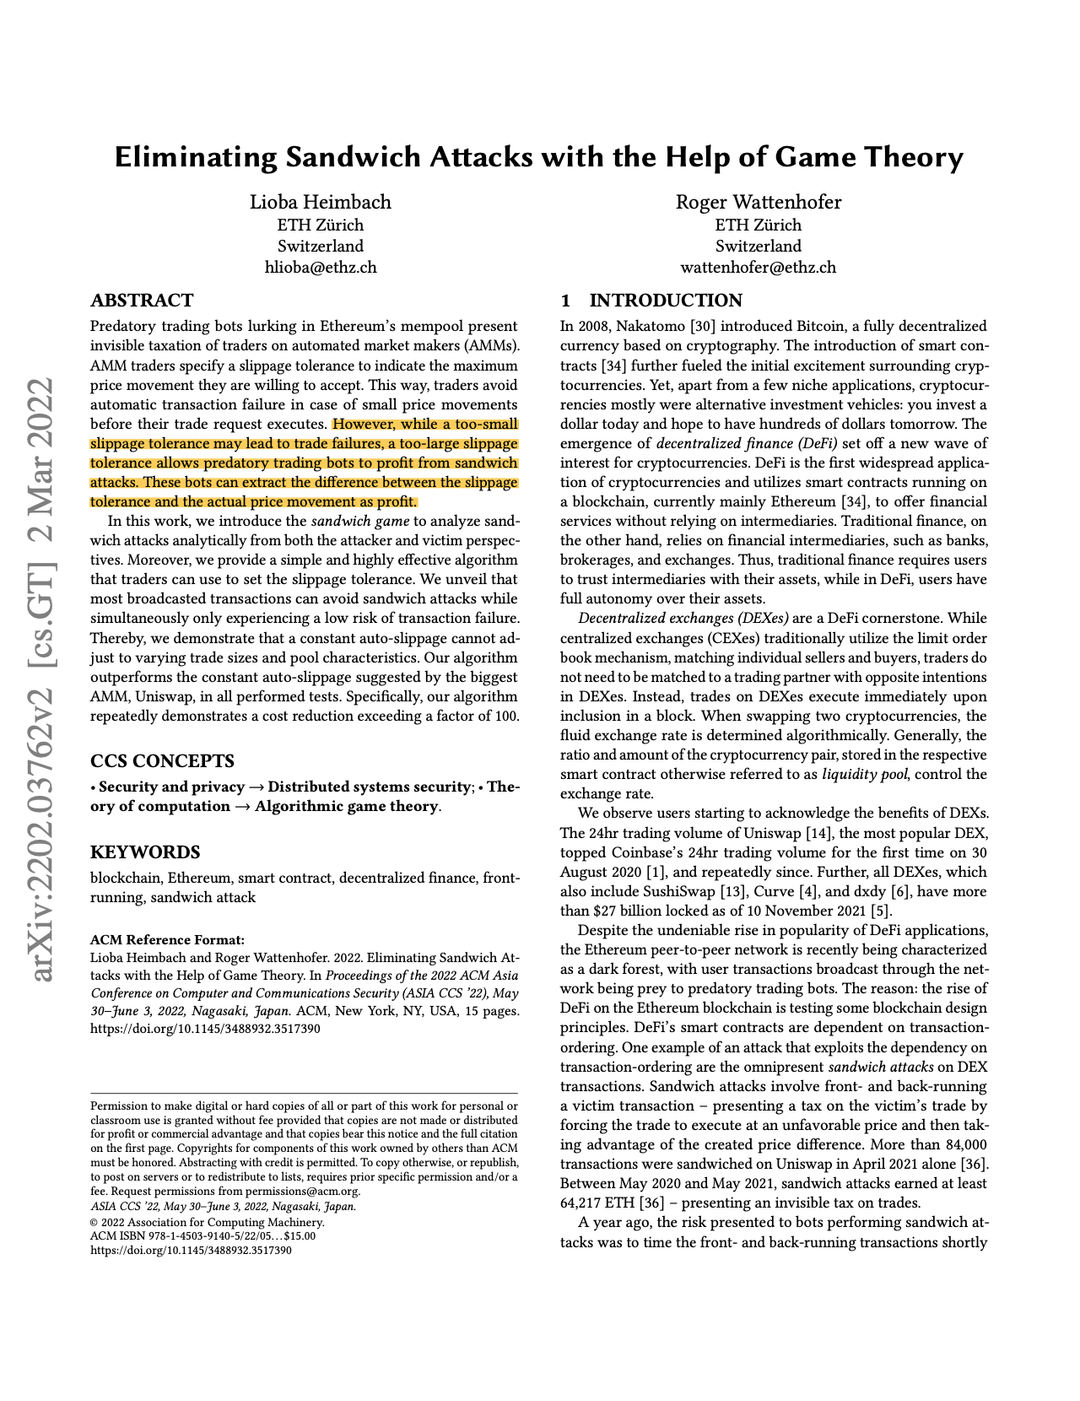 Eliminating Sandwich Attacks with the Help of Game Theory
Lioba Heimbach
ETH Zürich
Switzerland
hlioba@ethz.ch
Roger Wattenhofer
ETH Zürich
Switzerland
wattenhofer@ethz.ch
arXiv:2202.03762v2 [cs.GT] 2 Mar 2022
ABSTRACT
Predatory trading bots lurking in Ethereum's mempool present
invisible taxation of traders on automated market makers (AMMs).
AMM traders specify a slippage tolerance to indicate the maximum
price movement they are willing to accept. This way, traders avoid
automatic transaction failure in case of small price movements
before their trade request executes. However, while a too-small
slippage tolerance may lead to trade failures, a too-large slippage
tolerance allows predatory trading bots to profit from sandwich
attacks. These bots can extract the difference between the slippage
tolerance and the actual price movement as profit.
In this work, we introduce the sandwich game to analyze sand-
wich attacks analytically from both the attacker and victim perspec-
tives. Moreover, we provide a simple and highly effective algorithm
that traders can use to set the slippage tolerance. We unveil that
most broadcasted transactions can avoid sandwich attacks while
simultaneously only experiencing a low risk of transaction failure.
Thereby, we demonstrate that a constant auto-slippage cannot ad-
just to varying trade sizes and pool characteristics. Our algorithm
outperforms the constant auto-slippage suggested by the biggest
AMM, Uniswap, in all performed tests. Specifically, our algorithm
repeatedly demonstrates a cost reduction exceeding a factor of 100.
CCS CONCEPTS
• Security and privacy → Distributed systems security; • The-
ory of computation → Algorithmic game theory.
KEYWORDS
blockchain, Ethereum, smart contract, decentralized finance, front-
running, sandwich attack
ACM Reference Format:
Lioba Heimbach and Roger Wattenhofer. 2022. Eliminating Sandwich At-
tacks with the Help of Game Theory. In Proceedings of the 2022 ACM Asia
Conference on Computer and Communications Security (ASIA CCS '22), May
30–June 3, 2022, Nagasaki, Japan. ACM, New York, NY, USA, 15 pages.
https://doi.org/10.1145/3488932.3517390
Permission to make digital or hard copies of all or part of this work for personal or
classroom use is granted without fee provided that copies are not made or distributed
for profit or commercial advantage and that copies bear this notice and the full citation
on the first page. Copyrights for components of this work owned by others than ACM
must be honored. Abstracting with credit is permitted. To copy otherwise, or republish,
to post on servers or to redistribute to lists, requires prior specific permission and/or a
fee. Request permissions from permissions@acm.org.
ASIA CCS '22, May 30–June 3, 2022, Nagasaki, Japan.
© 2022 Association for Computing Machinery.
ACM ISBN 978-1-4503-9140-5/22/05...$15.00
https://doi.org/10.1145/3488932.3517390
1 INTRODUCTION
In 2008, Nakatomo [30] introduced Bitcoin, a fully decentralized
currency based on cryptography. The introduction of smart con-
tracts [34] further fueled the initial excitement surrounding cryp-
tocurrencies. Yet, apart from a few niche applications, cryptocur-
rencies mostly were alternative investment vehicles: you invest a
dollar today and hope to have hundreds of dollars tomorrow. The
emergence of decentralized finance (DeFi) set off a new wave of
interest for cryptocurrencies. DeFi is the first widespread applica-
tion of cryptocurrencies and utilizes smart contracts running on
a blockchain, currently mainly Ethereum [34], to offer financial
services without relying on intermediaries. Traditional finance, on
the other hand, relies on financial intermediaries, such as banks,
brokerages, and exchanges. Thus, traditional finance requires users
to trust intermediaries with their assets, while in DeFi, users have
full autonomy over their assets.
Decentralized exchanges (DEXes) are a DeFi cornerstone. While
centralized exchanges (CEXes) traditionally utilize the limit order
book mechanism, matching individual sellers and buyers, traders do
not need to be matched to a trading partner with opposite intentions
in DEXes. Instead, trades on DEXes execute immediately upon
inclusion in a block. When swapping two cryptocurrencies, the
fluid exchange rate is determined algorithmically. Generally, the
ratio and amount of the cryptocurrency pair, stored in the respective
smart contract otherwise referred to as liquidity pool, control the
exchange rate.
We observe users starting to acknowledge the benefits of DEXs.
The 24hr trading volume of Uniswap [14], the most popular DEX,
topped Coinbase's 24hr trading volume for the first time on 30
August 2020 [1], and repeatedly since. Further, all DEXes, which
also include SushiSwap [13], Curve [4], and dxdy [6], have more
than $27 billion locked as of 10 November 2021 [5].
Despite the undeniable rise in popularity of DeFi applications,
the Ethereum peer-to-peer network is recently being characterized
as a dark forest, with user transactions broadcast through the net-
work being prey to predatory trading bots. The reason: the rise of
DeFi on the Ethereum blockchain is testing some blockchain design
principles. DeFi's smart contracts are dependent on transaction-
ordering. One example of an attack that exploits the dependency on
transaction-ordering are the omnipresent sandwich attacks on DEX
transactions. Sandwich attacks involve front- and back-running
a victim transaction – presenting a tax on the victim's trade by
forcing the trade to execute at an unfavorable price and then tak-
ing advantage of the created price difference. More than 84,000
transactions were sandwiched on Uniswap in April 2021 alone [36].
Between May 2020 and May 2021, sandwich attacks earned at least
64,217 ETH [36] – presenting an invisible tax on trades.
A year ago, the risk presented to bots performing sandwich at-
tacks was to time the front- and back-running transactions shortly